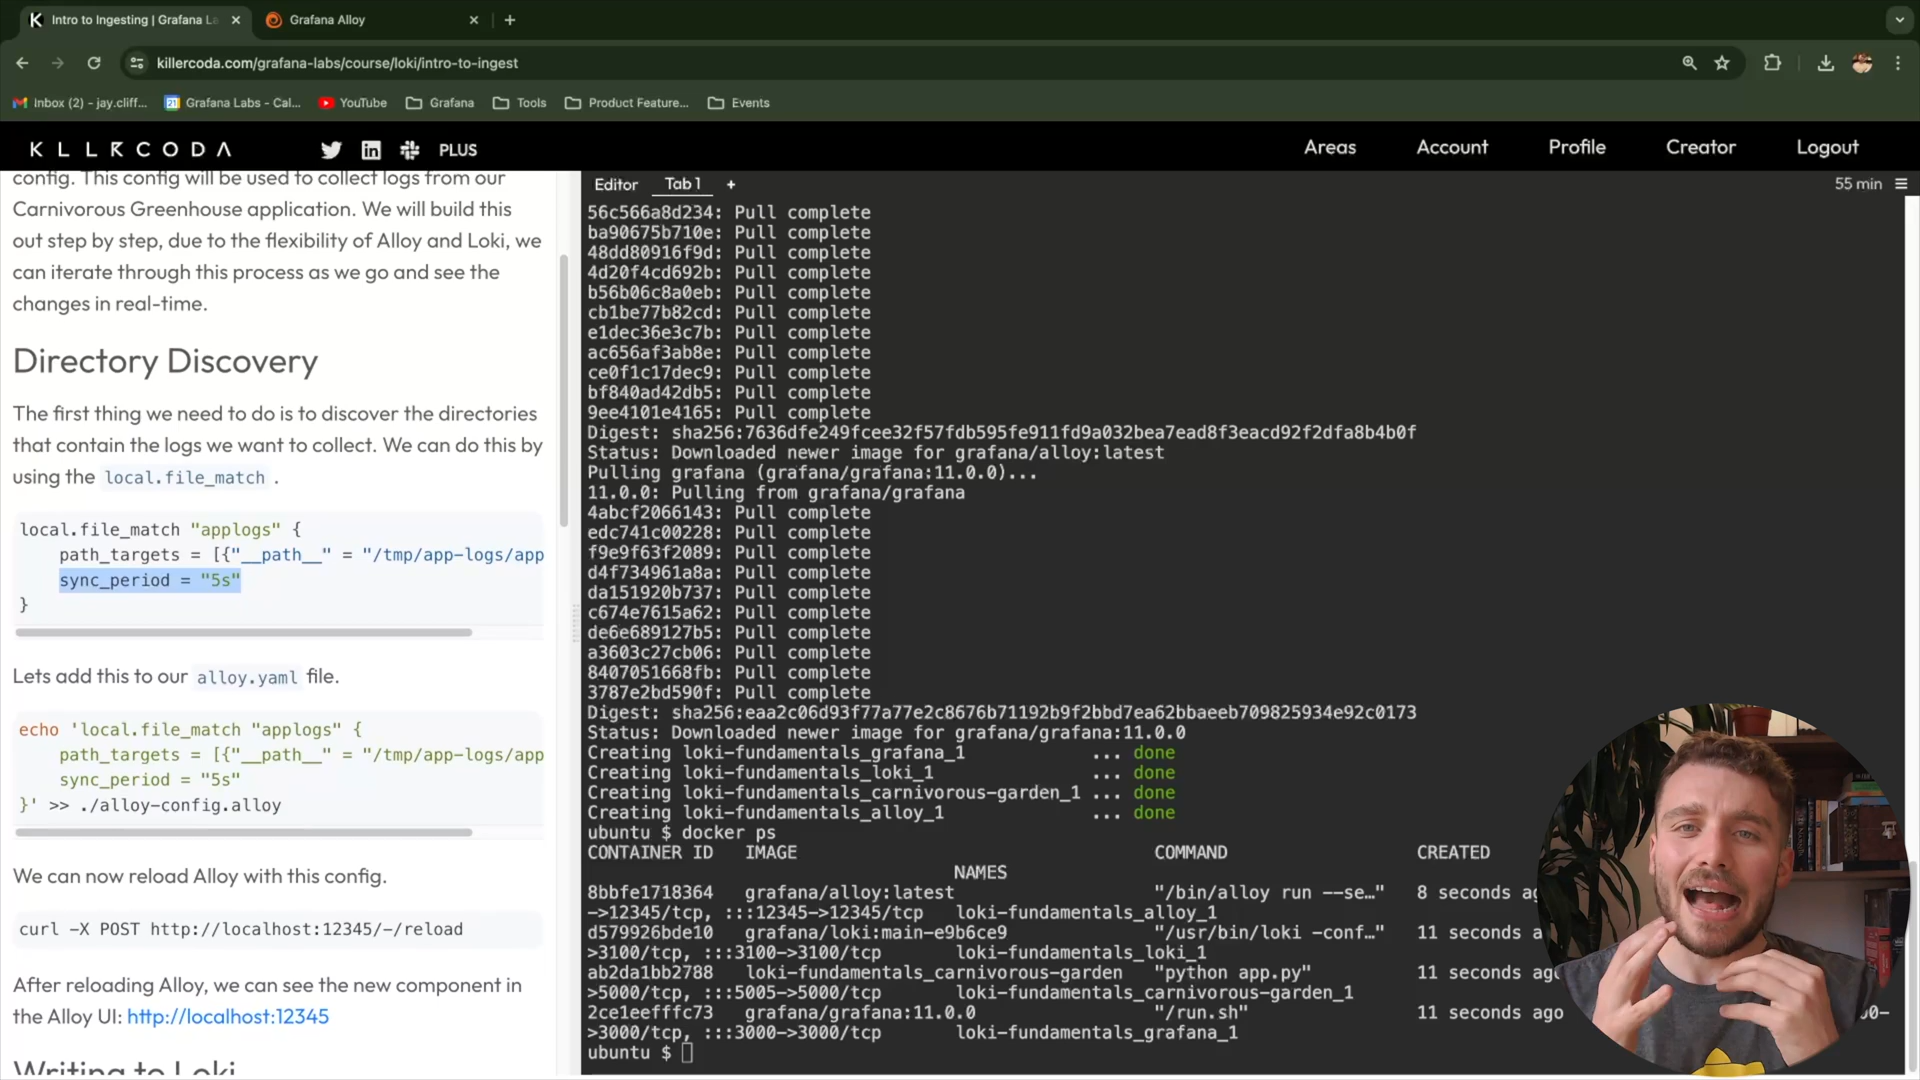 Intro to Ingesting | Grafana La
Grafana Alloy
killercoda.com/grafana-labs/course/loki/intro-to-ingest
Inbox (2) - jay.cliff...
Grafana Labs - Cal...
YouTube
Grafana
Tools
Product Feature...
Events
KLLRCODA
PLUS
Areas
Account
Profile
Creator
Logout
config. This config will be used to collect logs from our
Carnivorous Greenhouse application. We will build this
out step by step, due to the flexibility of Alloy and Loki, we
can iterate through this process as we go and see the
changes in real-time.
Directory Discovery
The first thing we need to do is to discover the directories
that contain the logs we want to collect. We can do this by
using the local.file_match .
local.file_match "applogs" {
path_targets = [{"__path__" = "/tmp/app-logs/app
sync_period = "5s"
}
Lets add this to our alloy.yaml file.
echo 'local.file_match "applogs" {
path_targets = [{"__path__" = "/tmp/app-logs/app
sync_period = "5s"
}' >> ./alloy-config.alloy
We can now reload Alloy with this config.
curl -X POST http://localhost:12345/-/reload
After reloading Alloy, we can see the new component in
the Alloy UI: http://localhost:12345
Writing to Loki
Editor
Tab 1
+
55 min
56c566a8d234: Pull complete
ba90675b710e: Pull complete
48dd80916f9d: Pull complete
4d20f4cd692b: Pull complete
b56b06c8a0eb: Pull complete
cb1be77b82cd: Pull complete
e1dec36e3c7b: Pull complete
ac656af3ab8e: Pull complete
ce0f1c17dec9: Pull complete
bf840ad42db5: Pull complete
9ee4101e4165: Pull complete
Digest: sha256:7636dfe249fcee32f57fdb595fe911fd9a032bea7ead8f3eacd92f2dfa8b4b0f
Status: Downloaded newer image for grafana/alloy:latest
Pulling grafana (grafana/grafana:11.0.0)...
11.0.0: Pulling from grafana/grafana
4abcf2066143: Pull complete
edc741c00228: Pull complete
f9e9f63f2089: Pull complete
d4f734961a8a: Pull complete
da151920b737: Pull complete
c674e7615a62: Pull complete
de6e689127b5: Pull complete
a3603c27cb06: Pull complete
8407051668fb: Pull complete
3787e2bd590f: Pull complete
Digest: sha256:eaa2c06d93f77a77e2c8676b71192b9f2bbd7ea62bbaeeb709825934e92c0173
Status: Downloaded newer image for grafana/grafana:11.0.0
Creating loki-fundamentals_grafana_1 ... done
Creating loki-fundamentals_loki_1 ... done
Creating loki-fundamentals_carnivorous-garden_1 ... done
Creating loki-fundamentals_alloy_1 ... done
ubuntu $ docker ps
CONTAINER ID IMAGE COMMAND CREATED
NAMES
8bbfe1718364 grafana/alloy:latest "/bin/alloy run --se…" 8 seconds ag
->12345/tcp, :::12345->12345/tcp loki-fundamentals_alloy_1
d579926bde10 grafana/loki:main-e9b6ce9 "/usr/bin/loki -conf…" 11 seconds a
>3100/tcp, :::3100->3100/tcp loki-fundamentals_loki_1
ab2da1bb2788 loki-fundamentals_carnivorous-garden "python app.py" 11 seconds ago
>5000/tcp, :::5005->5000/tcp loki-fundamentals_carnivorous-garden_1
2ce1eefffc73 grafana/grafana:11.0.0 "/run.sh" 11 seconds ago 00-
>3000/tcp, :::3000->3000/tcp loki-fundamentals_grafana_1
ubuntu $